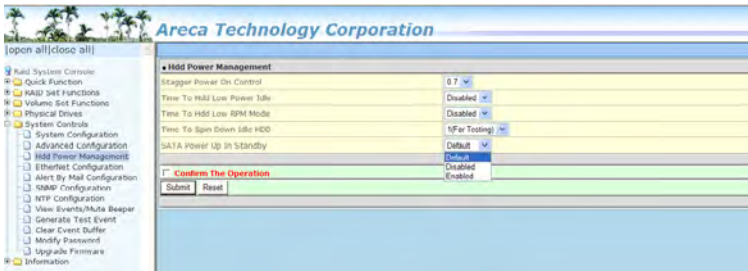 Areca Technology Corporation
|open all|close all|
Raid System Console
Quick Function
RAID Set Functions
Volume Set Functions
Physical Drives
System Controls
System Configuration
Advanced Configuration
Hdd Power Management
EtherNet Configuration
Alert By Mail Configuration
SNMP Configuration
NTP Configuration
View Events/Mute Beeper
Generate Test Event
Clear Event Buffer
Modify Password
Upgrade Firmware
Information
• Hdd Power Management
Stagger Power On Control 0.7
Time To Hdd Low Power Idle Disabled
Time To Hdd Low RPM Mode Disabled
Time To Spin Down Idle HDD 1(For Testing)
SATA Power Up In Standby Default
Default
Disabled
Enabled
Confirm The Operation
Submit Reset